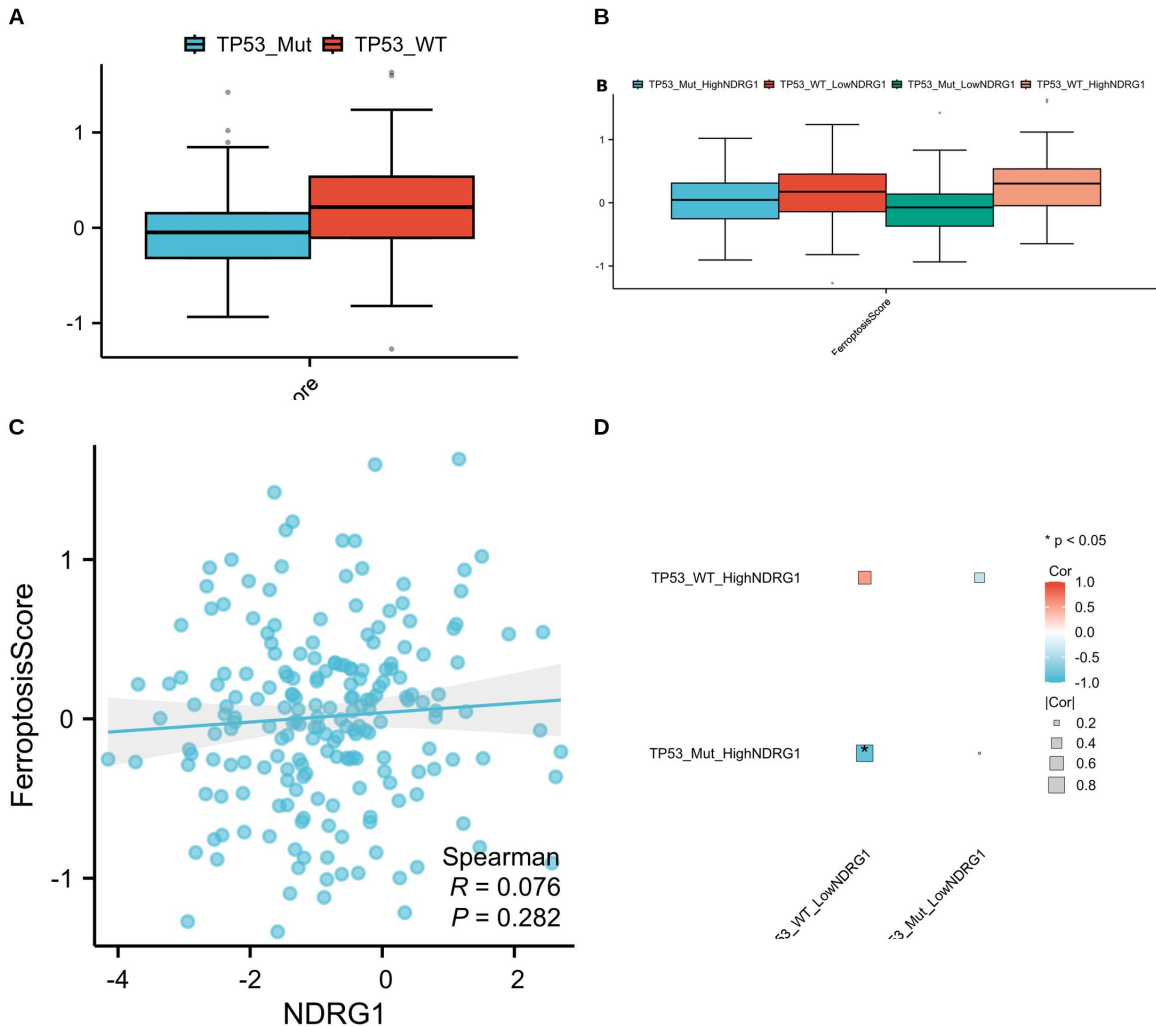 A
TP53_Mut TP53_WT
1
0
-1
ore
B
B TP53_Mut_HighNDRG1 TP53_WT_LowNDRG1 TP53_Mut_LowNDRG1 TP53_WT_HighNDRG1
1
0
-1
FerroptosisScore
C
FerroptosisScore
1
0
-1
Spearman
R = 0.076
P = 0.282
-4 -2 0 2
NDRG1
D
TP53_WT_HighNDRG1
TP53_Mut_HighNDRG1
*
53_WT_LowNDRG1
53_Mut_LowNDRG1
* p < 0.05
Cor
1.0
0.5
0.0
-0.5
-1.0
|Cor|
0.2
0.4
0.6
0.8